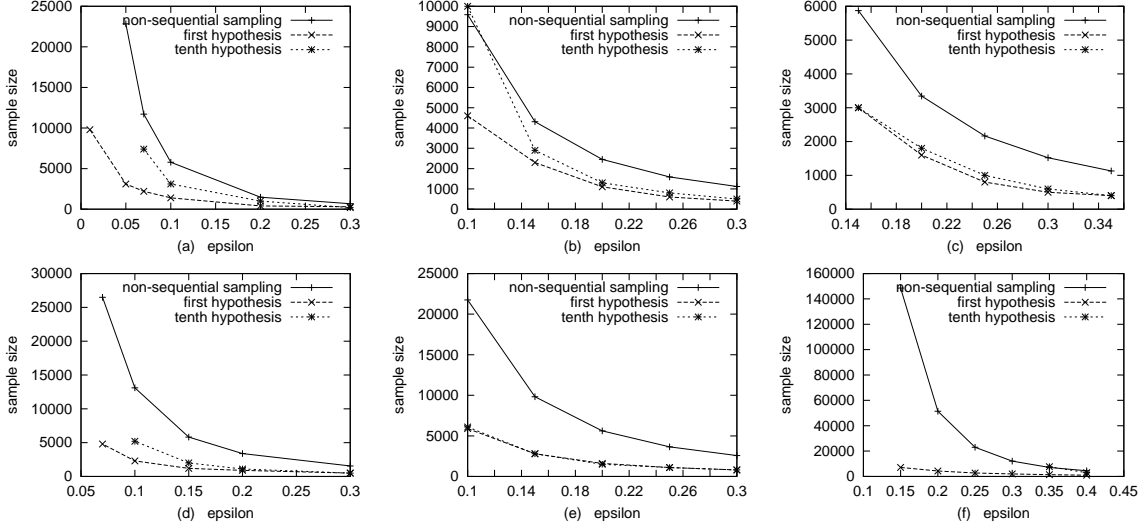 25000
20000
15000
10000
5000
0
sample size
non-sequential sampling
first hypothesis
tenth hypothesis
0 0.05 0.1 0.15 0.2 0.25 0.3
(a) epsilon
10000
9000
8000
7000
6000
5000
4000
3000
2000
1000
0
sample size
non-sequential sampling
first hypothesis
tenth hypothesis
0.1 0.14 0.18 0.22 0.26 0.3
(b) epsilon
6000
5000
4000
3000
2000
1000
0
sample size
non-sequential sampling
first hypothesis
tenth hypothesis
0.14 0.18 0.22 0.26 0.3 0.34
(c) epsilon
30000
25000
20000
15000
10000
5000
0
sample size
non-sequential sampling
first hypothesis
tenth hypothesis
0.05 0.1 0.15 0.2 0.25 0.3
(d) epsilon
25000
20000
15000
10000
5000
0
sample size
non-sequential sampling
first hypothesis
tenth hypothesis
0.1 0.14 0.18 0.22 0.26 0.3
(e) epsilon
160000
140000
120000
100000
80000
60000
40000
20000
0
sample size
non-sequential sampling
first hypothesis
tenth hypothesis
0.1 0.15 0.2 0.25 0.3 0.35 0.4 0.45
(f) epsilon